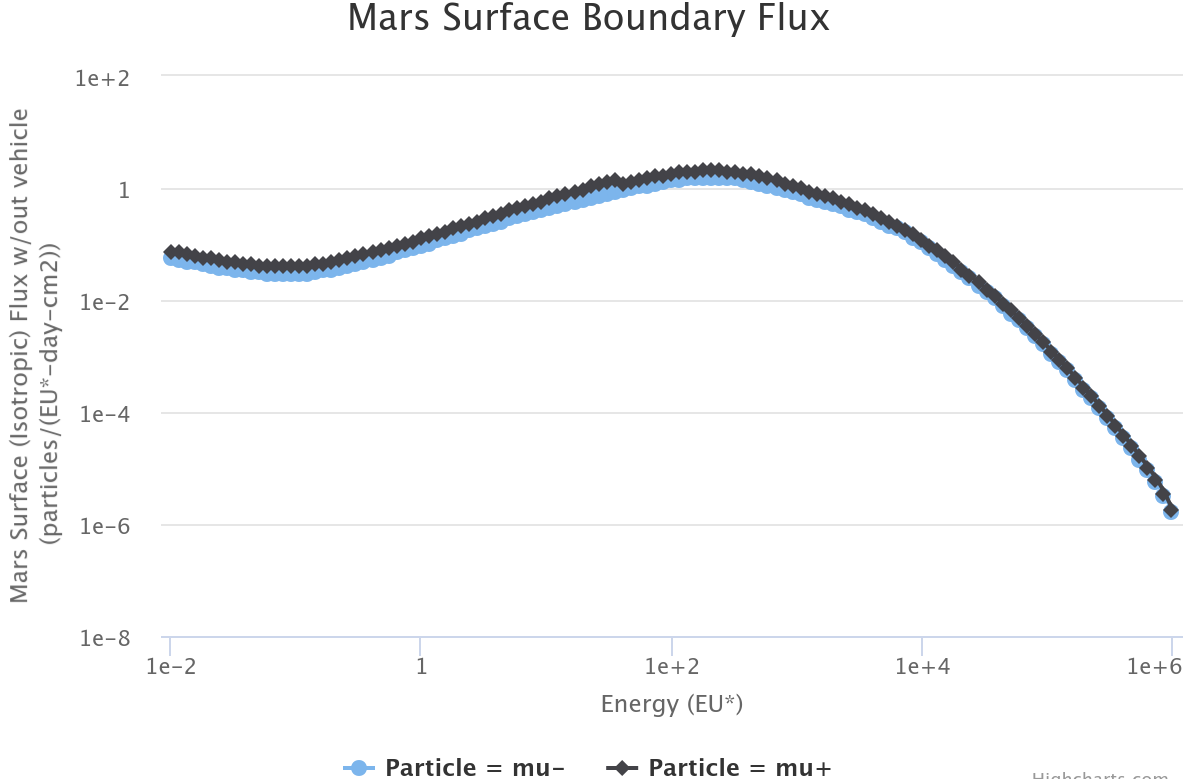 Mars Surface Boundary Flux
Mars Surface (Isotropic) Flux w/out vehicle
(particles/(EU*-day-cm2))
1e+2
1
1e-2
1e-4
1e-6
1e-8
1e-2
1
1e+2
1e+4
1e+6
Energy (EU*)
Particle = mu-
Particle = mu+
Highcharts.com